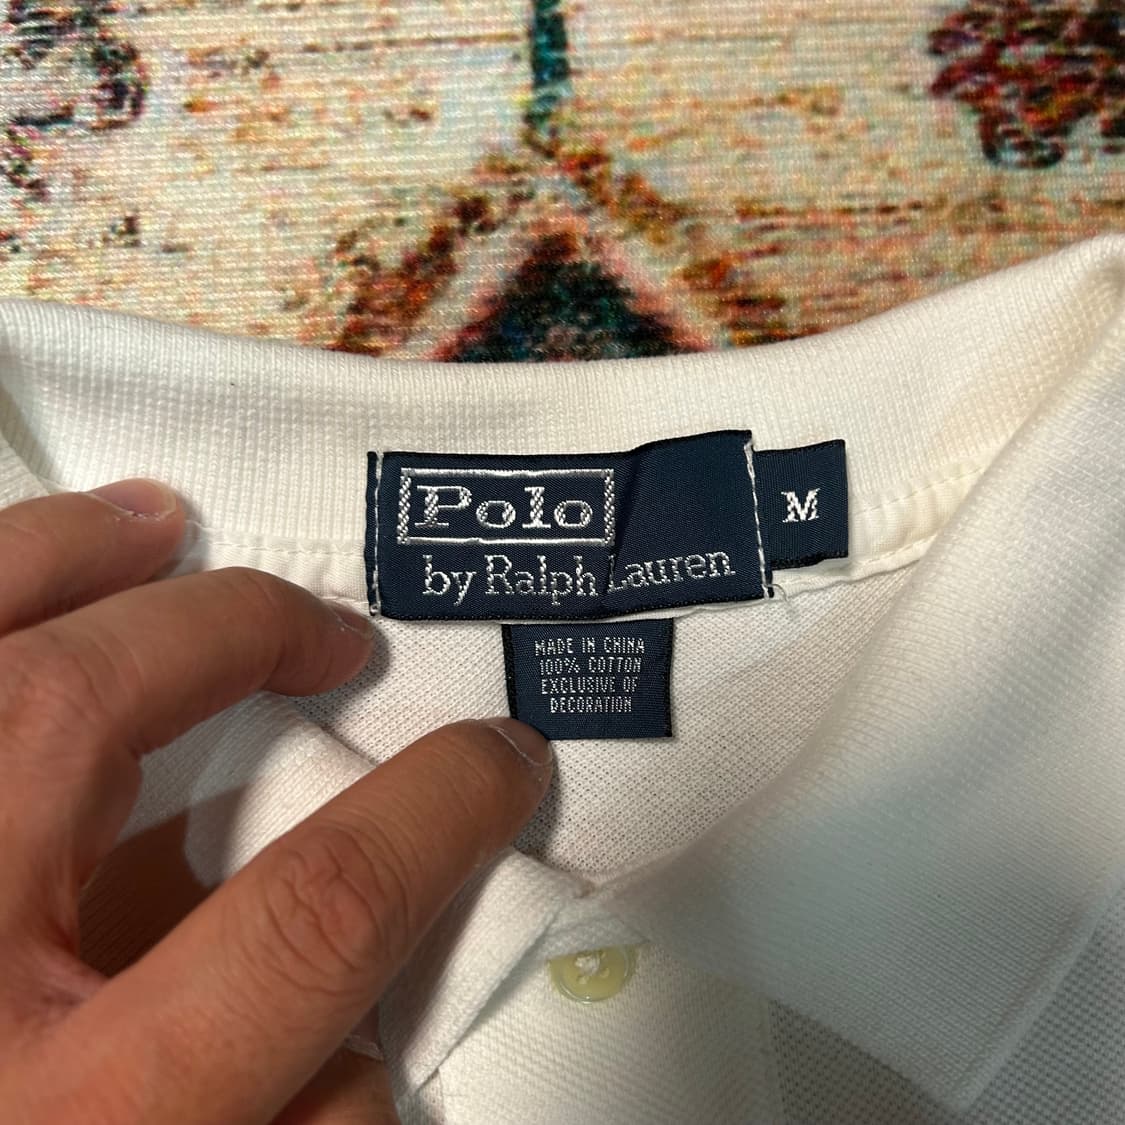 Polo
by Ralph Lauren
M
MADE IN CHINA
100% COTTON
EXCLUSIVE OF
DECORATION